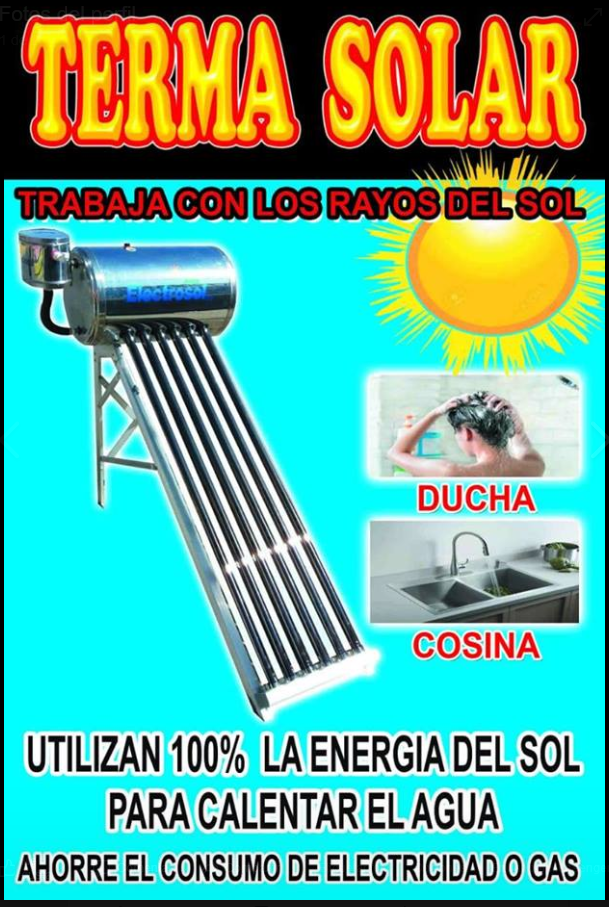 Fotos del perfil
TERMA SOLAR
TRABAJA CON LOS RAYOS DEL SOL
Electrosol
DUCHA
COSINA
UTILIZAN 100% LA ENERGIA DEL SOL
PARA CALENTAR EL AGUA
AHORRE EL CONSUMO DE ELECTRICIDAD O GAS